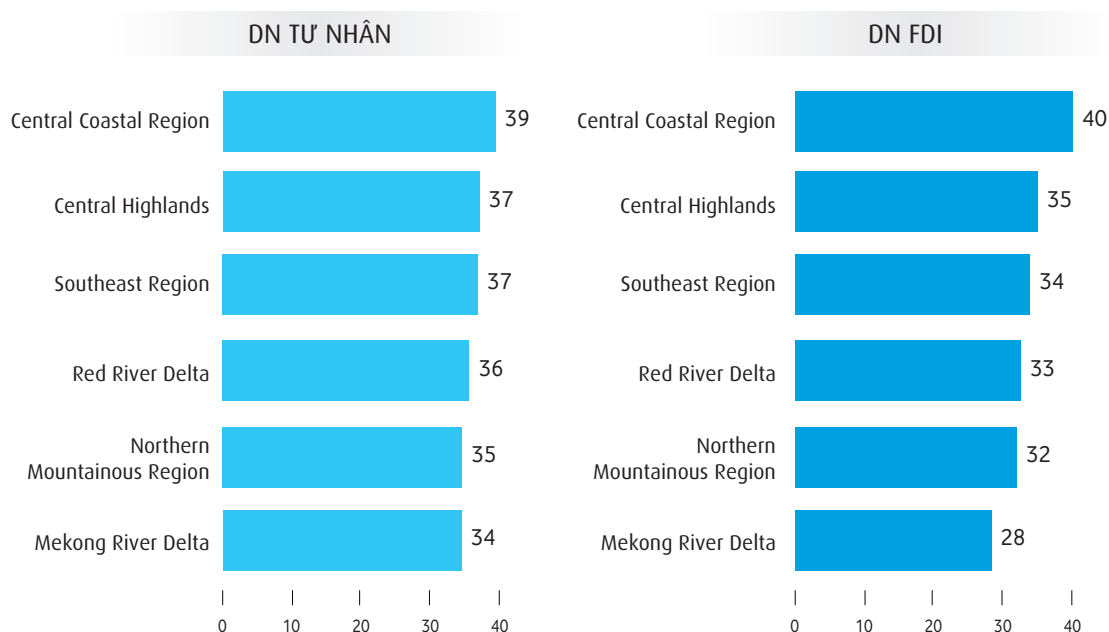 DN TƯ NHÂN
Central Coastal Region 39
Central Highlands 37
Southeast Region 37
Red River Delta 36
Northern
Mountainous Region 35
Mekong River Delta 34
0 10 20 30 40
DN FDI
Central Coastal Region 40
Central Highlands 35
Southeast Region 34
Red River Delta 33
Northern
Mountainous Region 32
Mekong River Delta 28
0 10 20 30 40